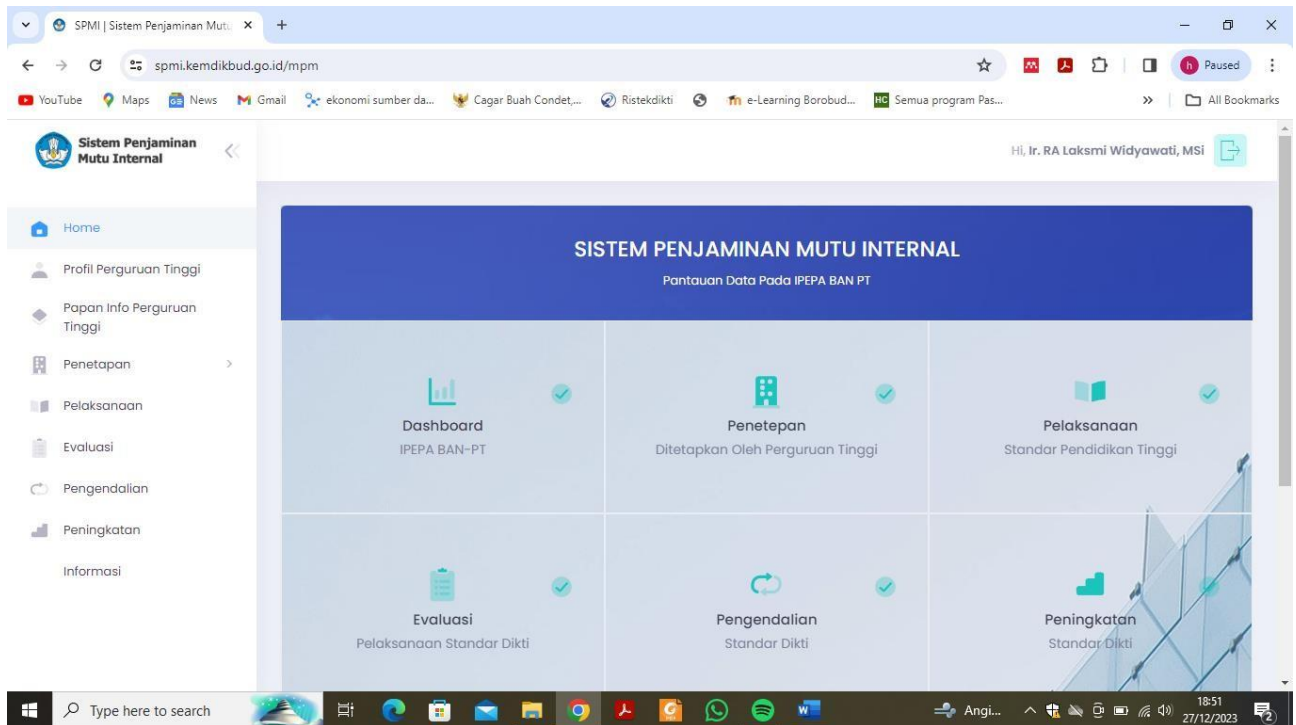 SPMI | Sistem Penjaminan Mutu
spmi.kemdikbud.go.id/mpm
h Paused
YouTube Maps News Gmail ekonomi sumber da... Cagar Buah Condet,... Ristekdikti e-Learning Borobud... HC Semua program Pas... » All Bookmarks
Sistem Penjaminan
Mutu Internal
Hi, Ir. RA Laksmi Widyawati, MSi
Home
Profil Perguruan Tinggi
Papan Info Perguruan
Tinggi
Penetapan
Pelaksanaan
Evaluasi
Pengendalian
Peningkatan
Informasi
SISTEM PENJAMINAN MUTU INTERNAL
Pantauan Data Pada IPEPA BAN PT
Dashboard
IPEPA BAN-PT
Penetepan
Ditetapkan Oleh Perguruan Tinggi
Pelaksanaan
Standar Pendidikan Tinggi
Evaluasi
Pelaksanaan Standar Dikti
Pengendalian
Standar Dikti
Peningkatan
Standar Dikti
Type here to search
Angi...
18:51
27/12/2023